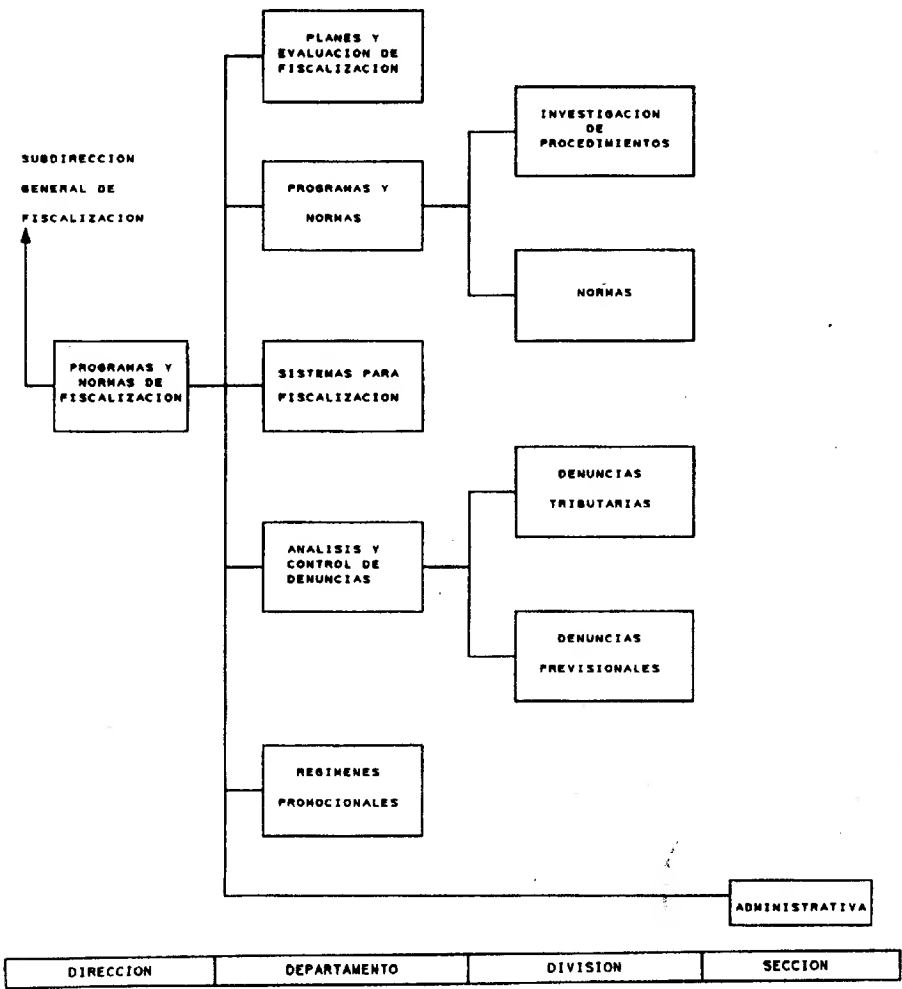 PLANES Y
EVALUACION DE
FISCALIZACION
INVESTIGACION
DE
PROCEDIMIENTOS
SUBDIRECCION
GENERAL DE
FISCALIZACION
PROGRAMAS Y
NORMAS
NORMAS
PROGRAMAS Y
NORMAS DE
FISCALIZACION
SISTEMAS PARA
FISCALIZACION
DENUNCIAS
TRIBUTARIAS
ANALISIS Y
CONTROL DE
DENUNCIAS
DENUNCIAS
PREVISIONALES
REGIMENES
PROMOCIONALES
ADMINISTRATIVA
DIRECCION DEPARTAMENTO DIVISION SECCION